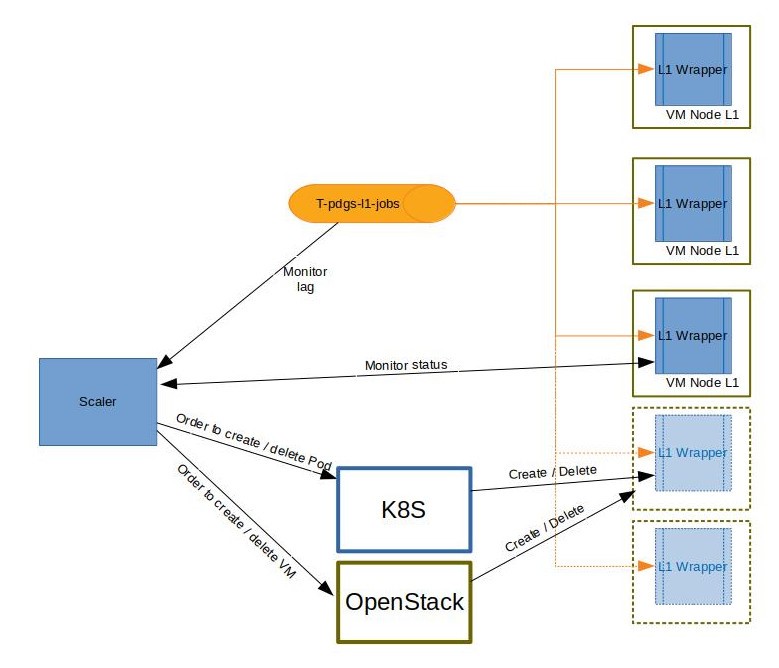 L1 Wrapper
VM Node L1
L1 Wrapper
VM Node L1
T-pdgs-l1-jobs
Monitor
lag
L1 Wrapper
VM Node L1
Monitor status
Scaler
Order to create / delete Pod
Order to create / delete VM
K8S
Create / Delete
L1 Wrapper
OpenStack
Create / Delete
L1 Wrapper